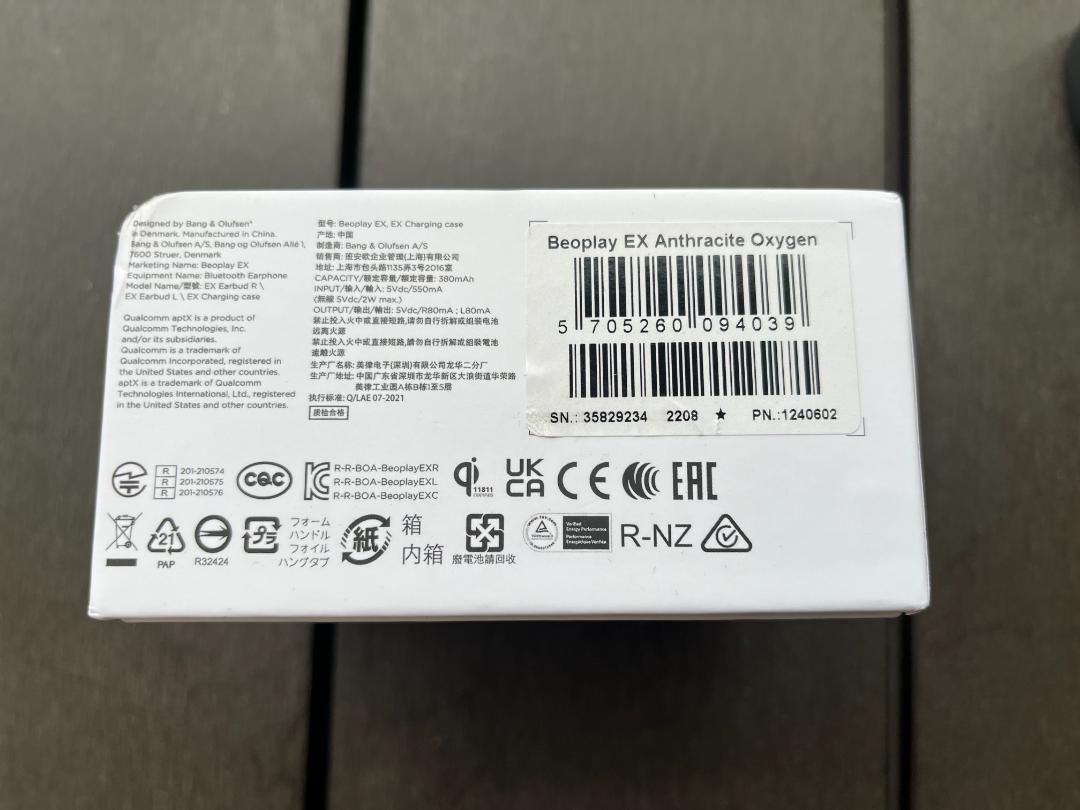 Designed by Bang & Olufsen®
in Denmark. Manufactured in China.
Bang & Olufsen A/S, Bang og Olufsen Allé 1,
7600 Struer, Denmark
Marketing Name: Beoplay EX
Equipment Name: Bluetooth Earphone
Model Name/型號: EX Earbud R \
EX Earbud L \ EX Charging case
Qualcomm aptX is a product of
Qualcomm Technologies, Inc.
and/or its subsidiaries.
Qualcomm is a trademark of
Qualcomm Incorporated, registered in
the United States and other countries.
aptX is a trademark of Qualcomm
Technologies International, Ltd., registered
in the United States and other countries.
型号: Beoplay EX, EX Charging case
产地: 中国
制造商: Bang & Olufsen A/S
销售商: 班安欧企业管理(上海)有限公司
地址: 上海市包头路1135弄3号2016室
CAPACITY/额定容量/額定容量: 380mAh
INPUT/输入/輸入: 5Vdc/550mA
(無線 5Vdc/2W max.)
OUTPUT/输出/輸出: 5Vdc/R80mA ; L80mA
禁止投入火中或直接短路,请勿自行拆解或组装电池
远离火源
禁止投入火中或直接短路,請勿自行拆解或組裝電池
遠離火源
生产厂名称: 美律电子(深圳)有限公司龙华二分厂
生产厂地址: 中国广东省深圳市龙华新区大浪街道华荣路
美律工业园A栋B栋1至5层
执行标准: Q/LAE 07-2021
质检合格
Beoplay EX Anthracite Oxygen
5 705260 094039
SN.: 35829234 2208 ★ PN.:1240602
R 201-210574
R 201-210575
R 201-210576
CQC
R-R-BOA-BeoplayEXR
R-R-BOA-BeoplayEXL
R-R-BOA-BeoplayEXC
qi
11811
CERTIFIED
UK
CA
CE
EAC
21
PAP
R32424
プラ
フォーム
ハンドル
フォイル
ハングタブ
紙
箱
内箱
廢電池請回收
Verified
Energy Performance
Performance
Énergétique Vérifiée
R-NZ